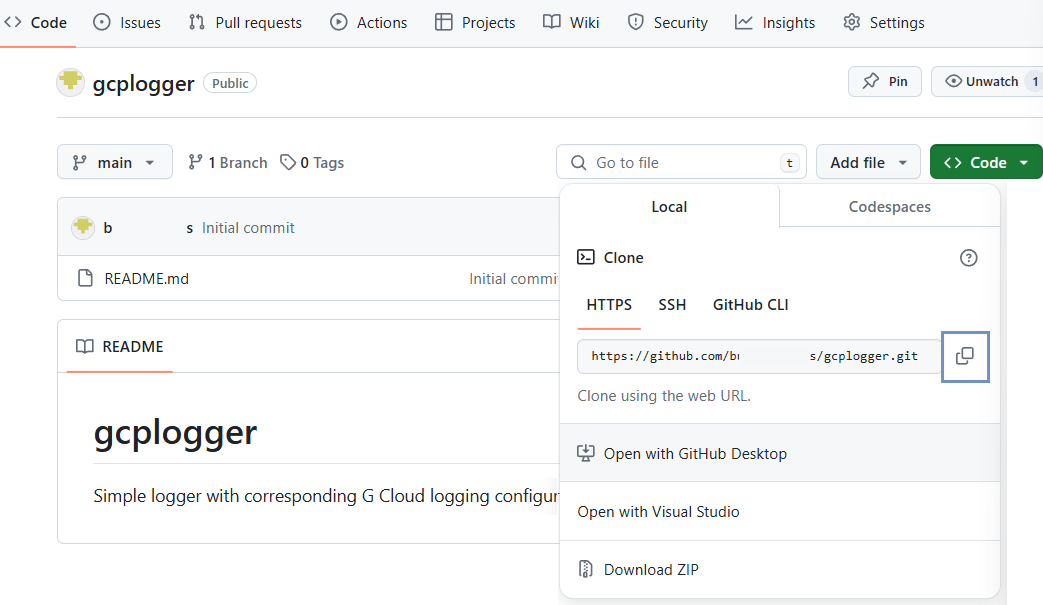 Code Issues Pull requests Actions Projects Wiki Security Insights Settings
gcplogger Public Pin Unwatch 1
main 1 Branch 0 Tags Go to file t Add file Code
Local Codespaces
b s Initial commit
Clone
README.md Initial commi
HTTPS SSH GitHub CLI
README
https://github.com/bu s/gcplogger.git
Clone using the web URL.
gcplogger
Open with GitHub Desktop
Simple logger with corresponding G Cloud logging configur
Open with Visual Studio
Download ZIP